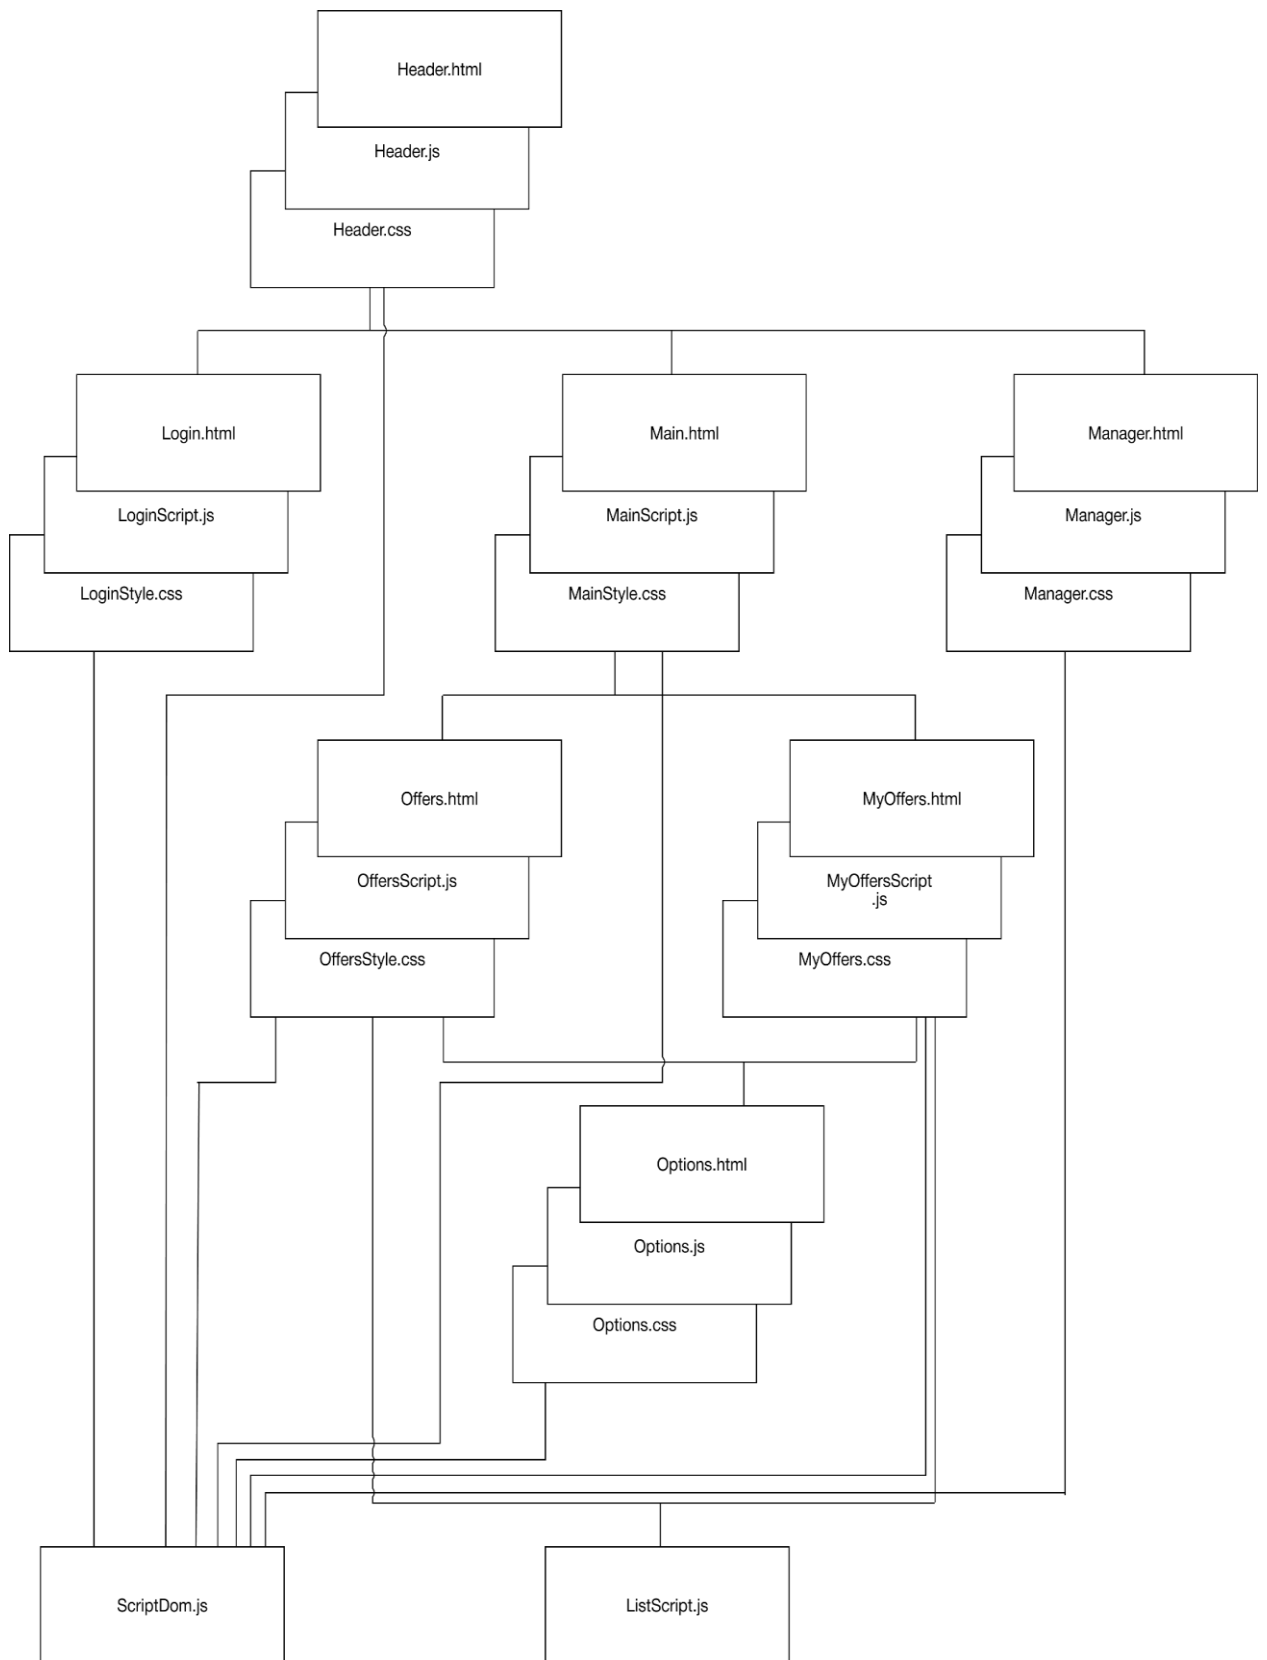 Header.html
Header.js
Header.css
Login.html
LoginScript.js
LoginStyle.css
Main.html
MainScript.js
MainStyle.css
Manager.html
Manager.js
Manager.css
Offers.html
OffersScript.js
OffersStyle.css
MyOffers.html
MyOffersScript
.js
MyOffers.css
Options.html
Options.js
Options.css
ScriptDom.js
ListScript.js